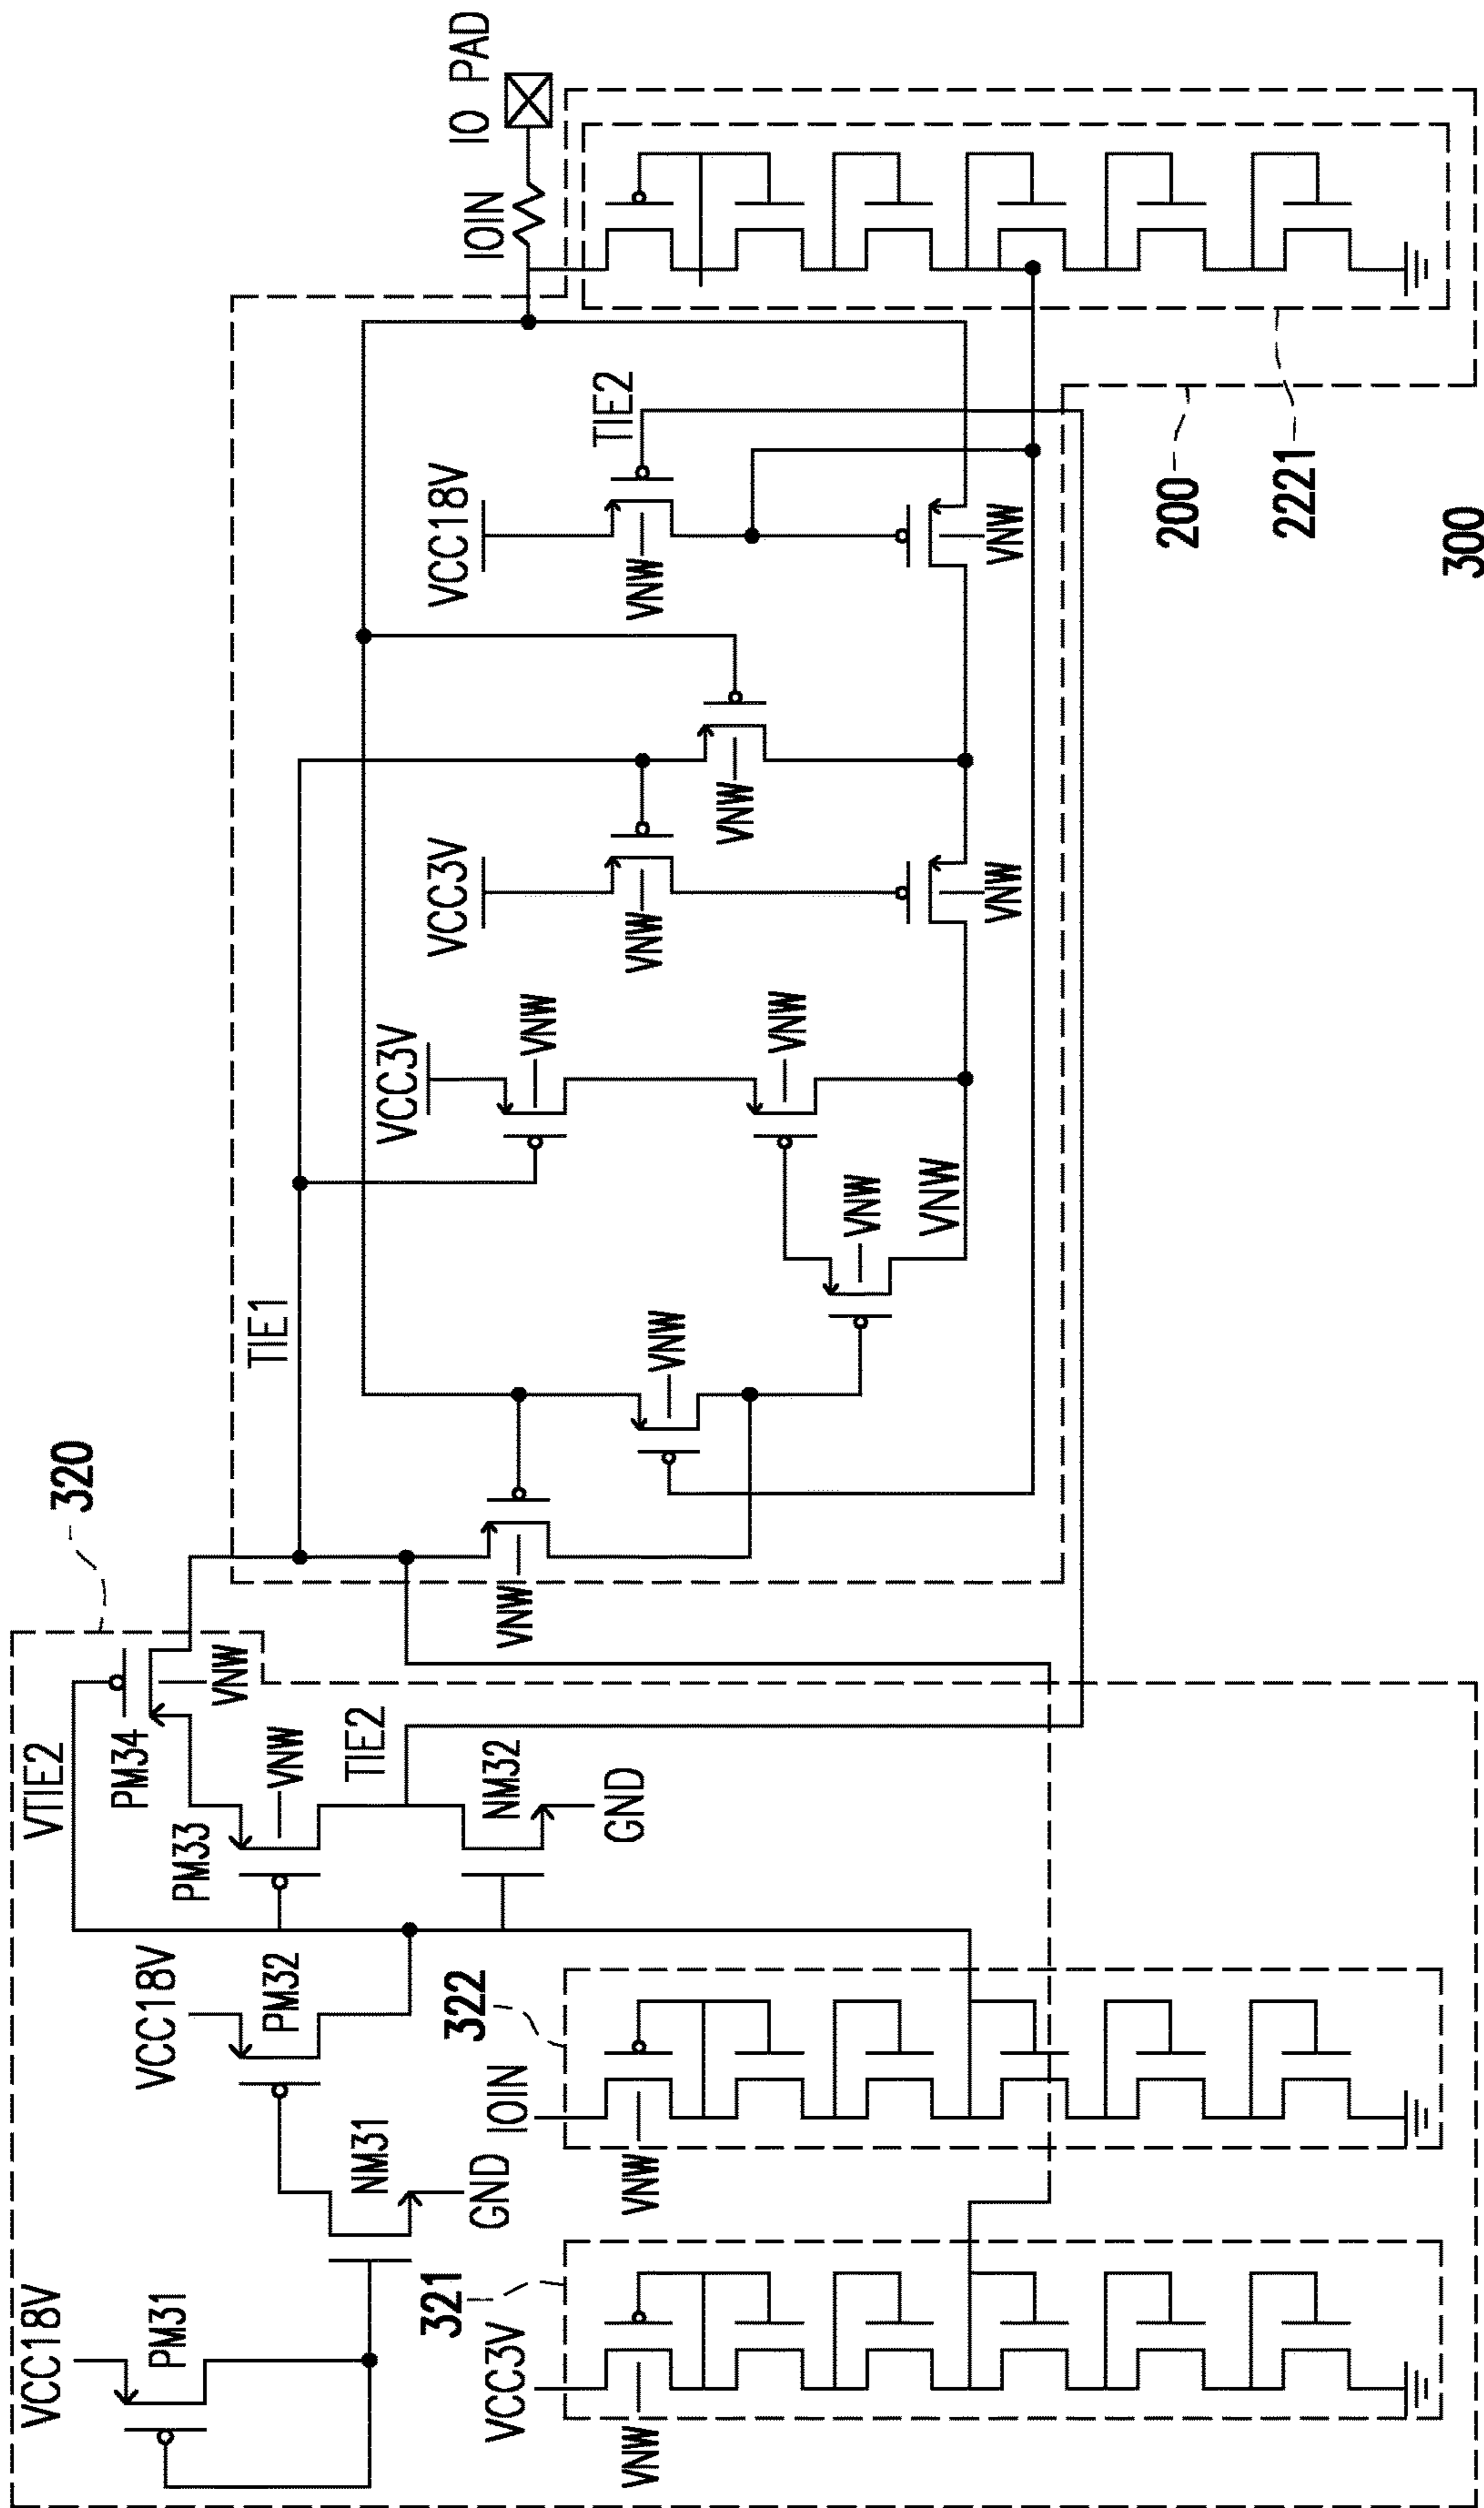 VCC18V
PM31
NM31
GND
VCC18V
PM32
VTIE2
PM33
PM34
VNW
VNW
TIE2
NM32
GND
320
321
VCC3V
VNW
322
IOIN
VNW
TIE1
VNW
VNW
VNW
VNW
VCC3V
VNW
VNW
VCC3V
VNW
VNW
VNW
VCC18V
VNW
TIE2
VNW
IOIN
IO PAD
200
2221
300